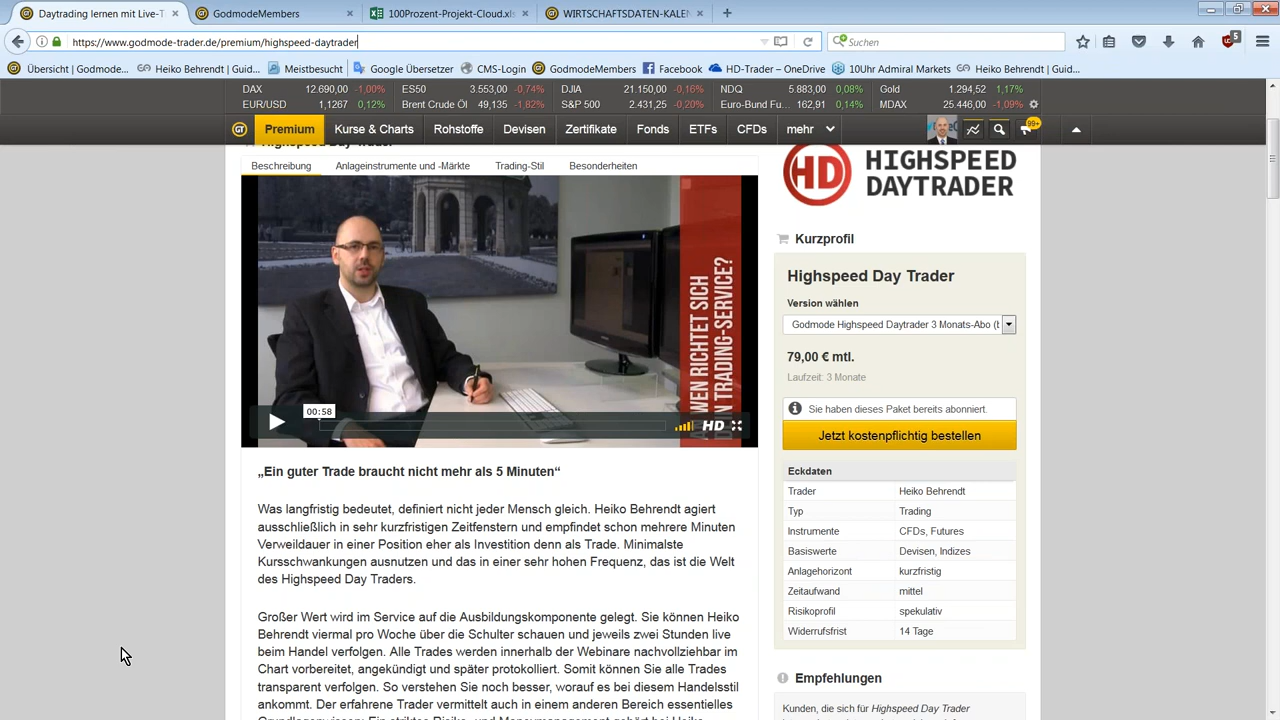 Daytrading lernen mit Live-T
GodmodeMembers
100Prozent-Projekt-Cloud.xls
WIRTSCHAFTSDATEN-KALEN
https://www.godmode-trader.de/premium/highspeed-daytrader
Suchen
5
Übersicht | Godmode...
Heiko Behrendt | Guid...
Meistbesucht
Google Übersetzer
CMS-Login
GodmodeMembers
Facebook
HD-Trader – OneDrive
10Uhr Admiral Markets
Heiko Behrendt | Guid...
DAX 12.690,00 -1,00%
ES50 3.553,00 -0,74%
DJIA 21.150,00 -0,16%
NDQ 5.883,00 0,08%
Gold 1.294,52 1,17%
EUR/USD 1,1267 0,12%
Brent Crude Öl 49,135 -1,82%
S&P 500 2.431,25 -0,20%
Euro-Bund Fu... 162,91 0,14%
MDAX 25.446,00 -1,09%
GT
Premium
Kurse & Charts
Rohstoffe
Devisen
Zertifikate
Fonds
ETFs
CFDs
mehr
99+
Highspeed Day Trader
Beschreibung
Anlageinstrumente und -Märkte
Trading-Stil
Besonderheiten
WEN RICHTET SICH
TRADING-SERVICE?
00:58
HD
HD HIGHSPEED
DAYTRADER
Kurzprofil
Highspeed Day Trader
Version wählen
Godmode Highspeed Daytrader 3 Monats-Abo (
79,00 € mtl.
Laufzeit: 3 Monate
Sie haben dieses Paket bereits abonniert.
Jetzt kostenpflichtig bestellen
Eckdaten
Trader Heiko Behrendt
Typ Trading
Instrumente CFDs, Futures
Basiswerte Devisen, Indizes
Anlagehorizont kurzfristig
Zeitaufwand mittel
Risikoprofil spekulativ
Widerrufsfrist 14 Tage
Empfehlungen
Kunden, die sich für Highspeed Day Trader
„Ein guter Trade braucht nicht mehr als 5 Minuten“
Was langfristig bedeutet, definiert nicht jeder Mensch gleich. Heiko Behrendt agiert
ausschließlich in sehr kurzfristigen Zeitfenstern und empfindet schon mehrere Minuten
Verweildauer in einer Position eher als Investition denn als Trade. Minimalste
Kursschwankungen ausnutzen und das in einer sehr hohen Frequenz, das ist die Welt
des Highspeed Day Traders.
Großer Wert wird im Service auf die Ausbildungskomponente gelegt. Sie können Heiko
Behrendt viermal pro Woche über die Schulter schauen und jeweils zwei Stunden live
beim Handel verfolgen. Alle Trades werden innerhalb der Webinare nachvollziehbar im
Chart vorbereitet, angekündigt und später protokolliert. Somit können Sie alle Trades
transparent verfolgen. So verstehen Sie noch besser, worauf es bei diesem Handelsstil
ankommt. Der erfahrene Trader vermittelt auch in einem anderen Bereich essentielles